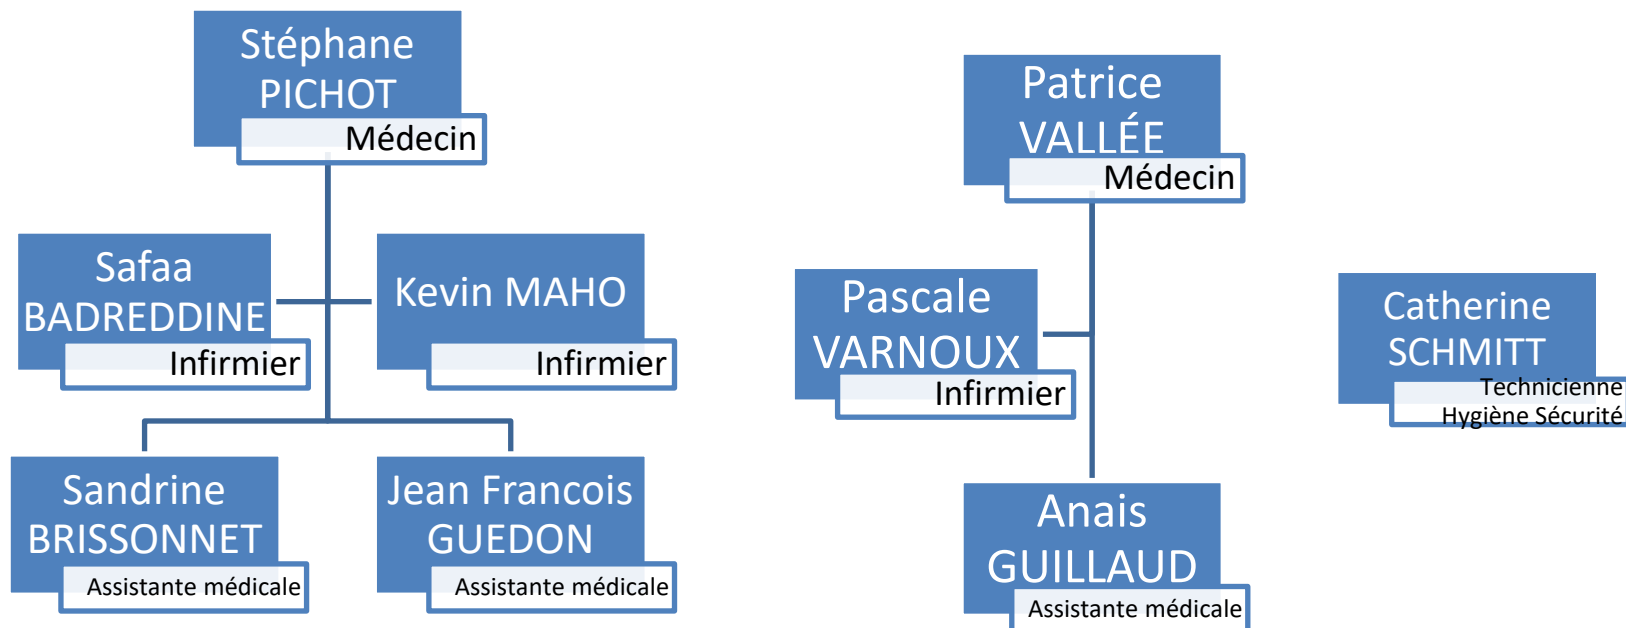 Stéphane
PICHOT
Médecin
Safaa
BADREDDINE
Infirmier
Kevin MAHO
Infirmier
Sandrine
BRISSONNET
Assistante médicale
Jean Francois
GUEDON
Assistante médicale
Patrice
VALLÉE
Médecin
Pascale
VARNOUX
Infirmier
Anais
GUILLAUD
Assistante médicale
Catherine
SCHMITT
Technicienne
Hygiène Sécurité